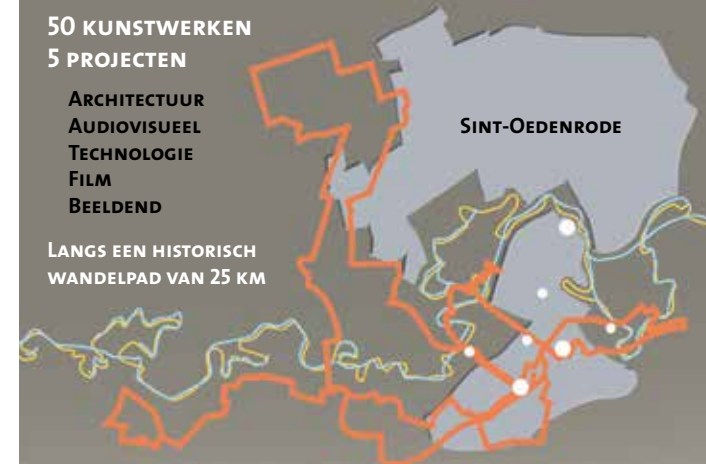 50 KUNSTWERKEN
5 PROJECTEN
ARCHITECTUUR
AUDIOVISUEEL
TECHNOLOGIE
FILM
BEELDEND
SINT-OEDENRODE
LANGS EEN HISTORISCH
WANDELPAD VAN 25 KM